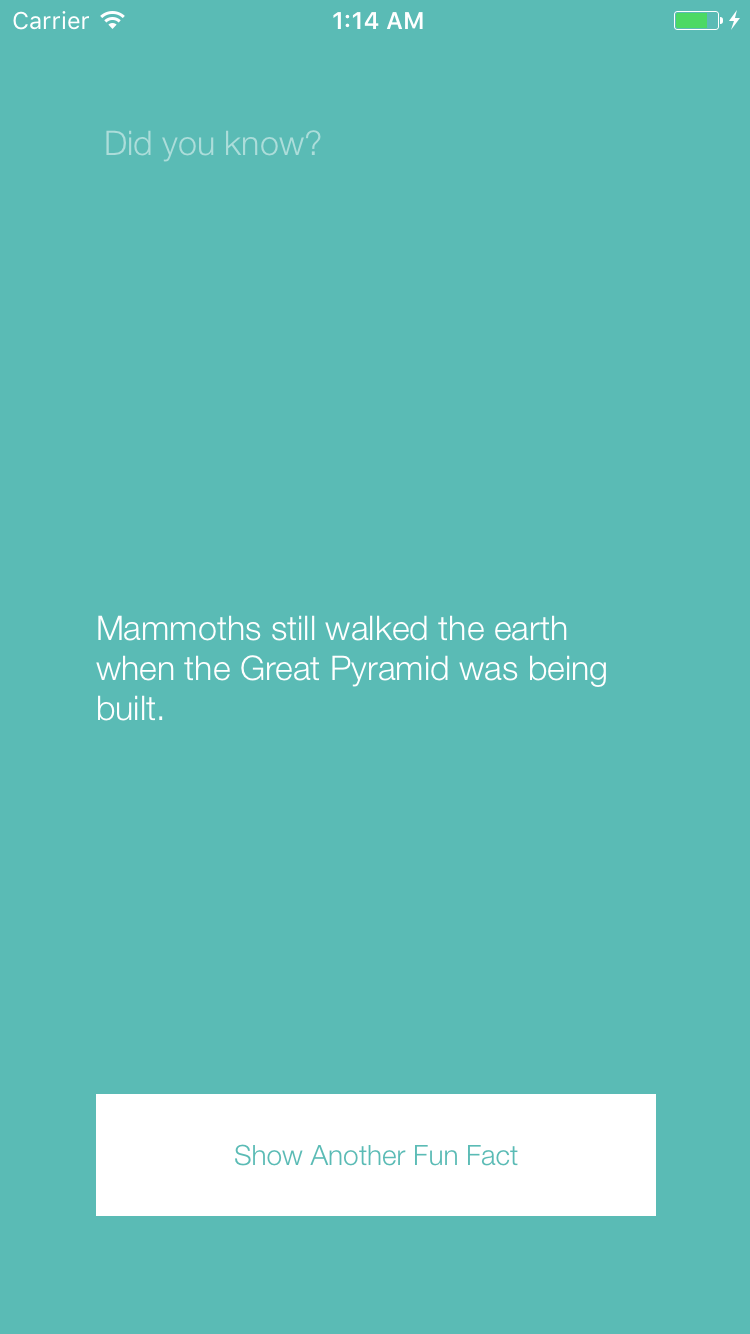 Carrier 1:14 AM
Did you know?
Mammoths still walked the earth
when the Great Pyramid was being
built.
Show Another Fun Fact